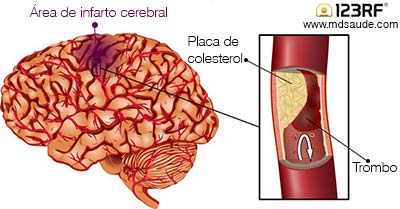 Área de infarto cerebral
123RF®
www.mdsaude.com
Placa de
colesterol
Trombo